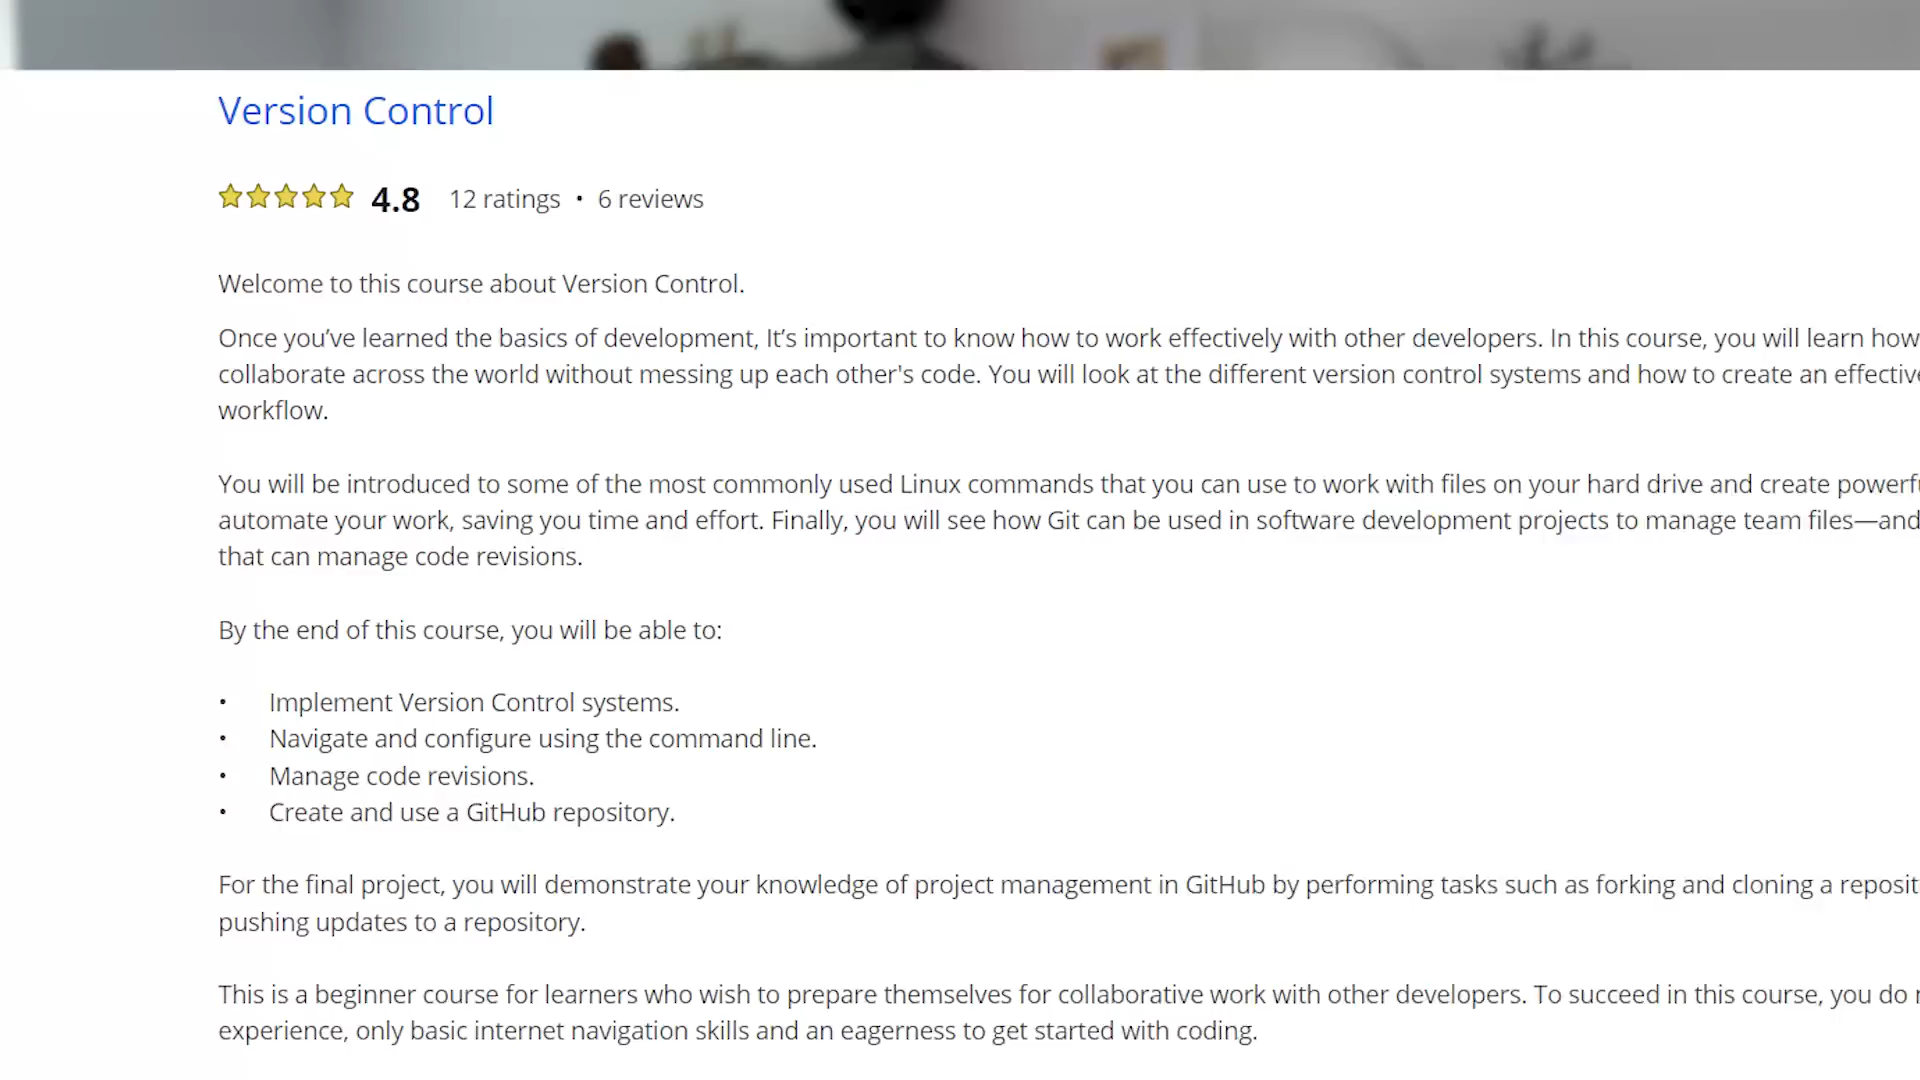 Version Control
4.8 12 ratings • 6 reviews
Welcome to this course about Version Control.
Once you’ve learned the basics of development, It’s important to know how to work effectively with other developers. In this course, you will learn how
collaborate across the world without messing up each other's code. You will look at the different version control systems and how to create an
workflow.
You will be introduced to some of the most commonly used Linux commands that you can use to work with files on your hard drive and create
automate your work, saving you time and effort. Finally, you will see how Git can be used in software development projects to manage team files—and
that can manage code revisions.
By the end of this course, you will be able to:
• Implement Version Control systems.
• Navigate and configure using the command line.
• Manage code revisions.
• Create and use a GitHub repository.
For the final project, you will demonstrate your knowledge of project management in GitHub by performing tasks such as forking and cloning a
pushing updates to a repository.
This is a beginner course for learners who wish to prepare themselves for collaborative work with other developers. To succeed in this course, you do
experience, only basic internet navigation skills and an eagerness to get started with coding.